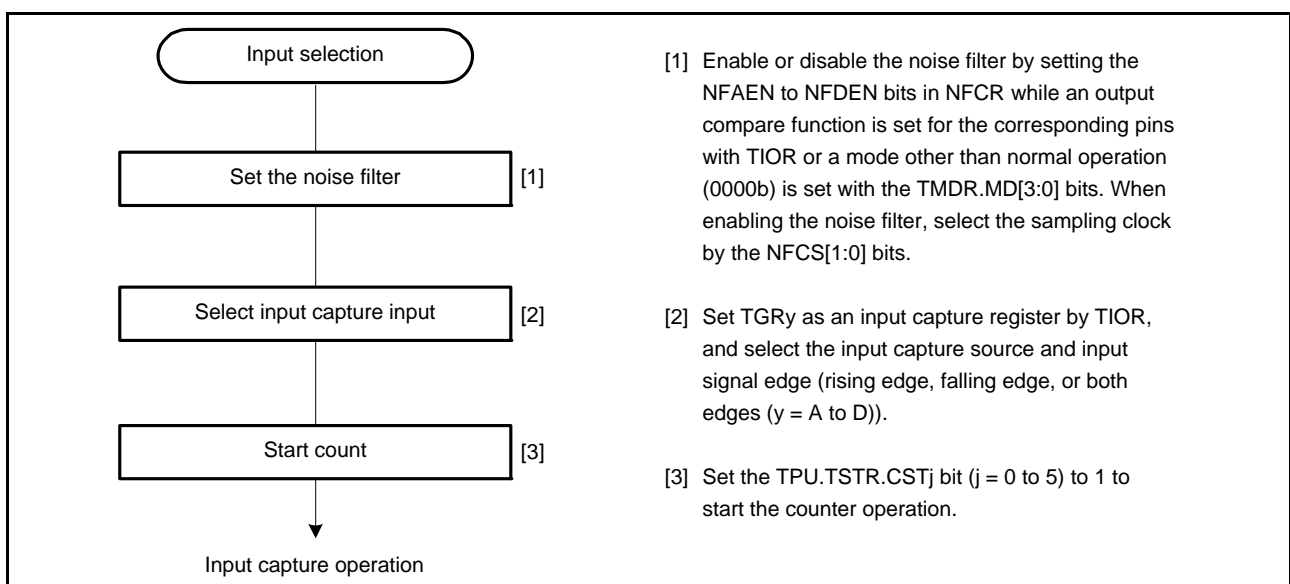 Input selection
Set the noise filter
[1]
Select input capture input
[2]
Start count
[3]
Input capture operation
[1] Enable or disable the noise filter by setting the
NFAEN to NFDEN bits in NFCR while an output
compare function is set for the corresponding pins
with TIOR or a mode other than normal operation
(0000b) is set with the TMDR.MD[3:0] bits. When
enabling the noise filter, select the sampling clock
by the NFCS[1:0] bits.
[2] Set TGRy as an input capture register by TIOR,
and select the input capture source and input
signal edge (rising edge, falling edge, or both
edges (y = A to D)).
[3] Set the TPU.TSTR.CSTj bit (j = 0 to 5) to 1 to
start the counter operation.